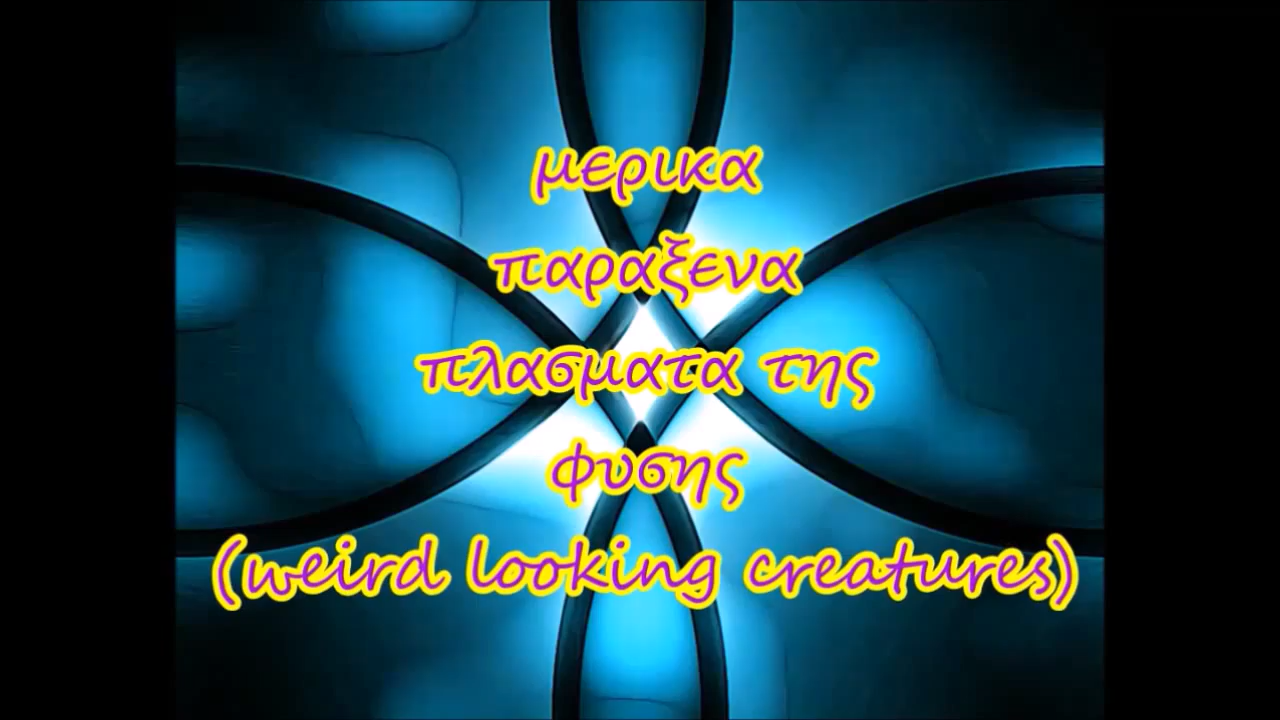 μερικα
παραξενα
πλασματα της
φυσης
(weird looking creatures)